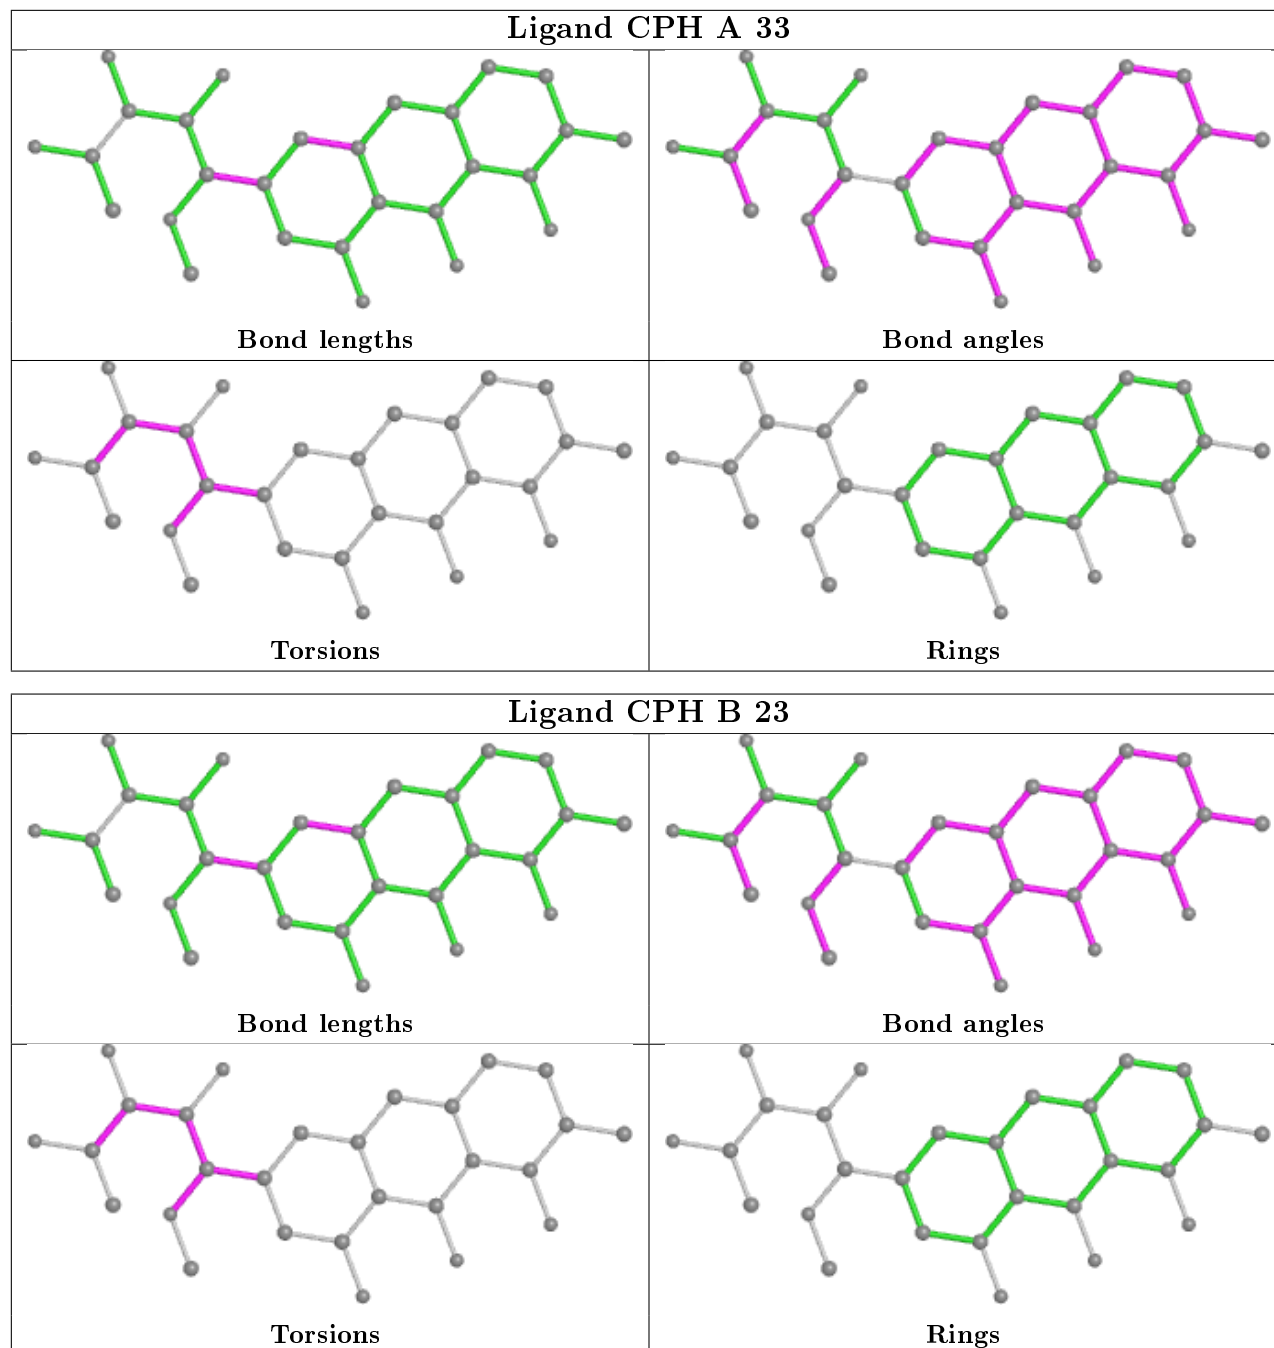 Ligand CPH A 33
Bond lengths
Bond angles
Torsions
Rings
Ligand CPH B 23
Bond lengths
Bond angles
Torsions
Rings